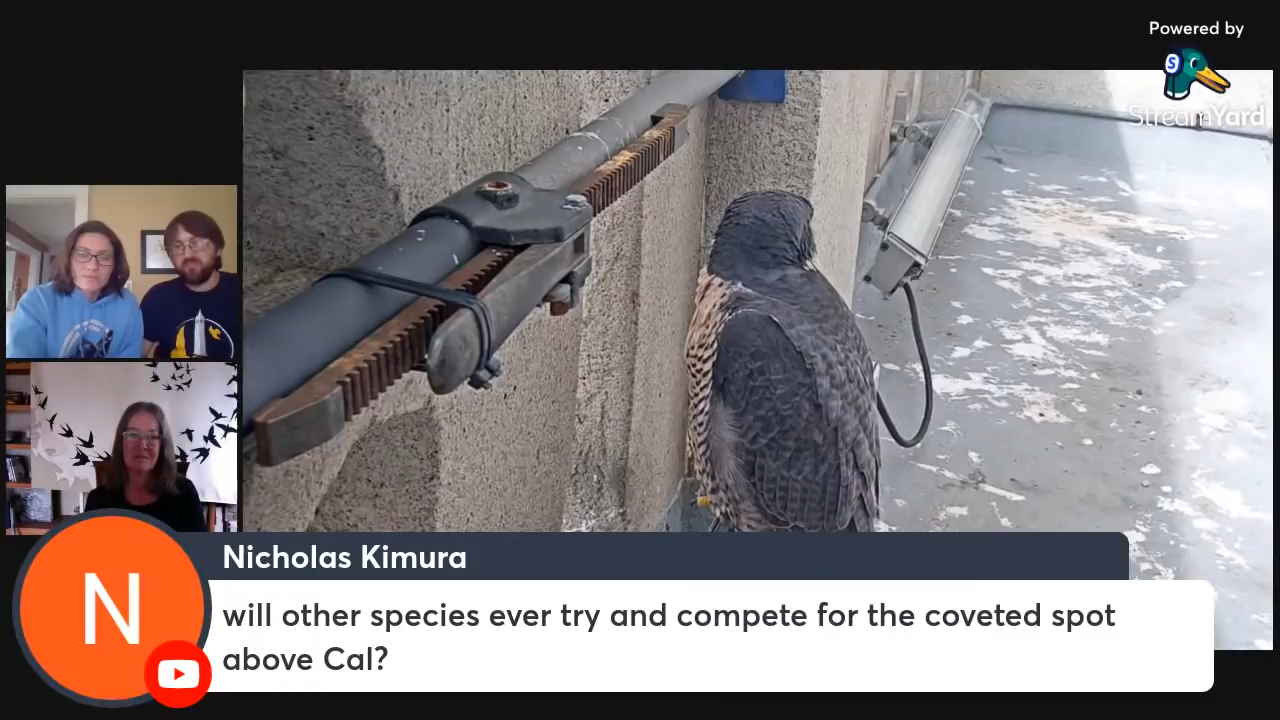 Powered by
S
StreamYard
Nicholas Kimura
N
will other species ever try and compete for the coveted spot
above Cal?